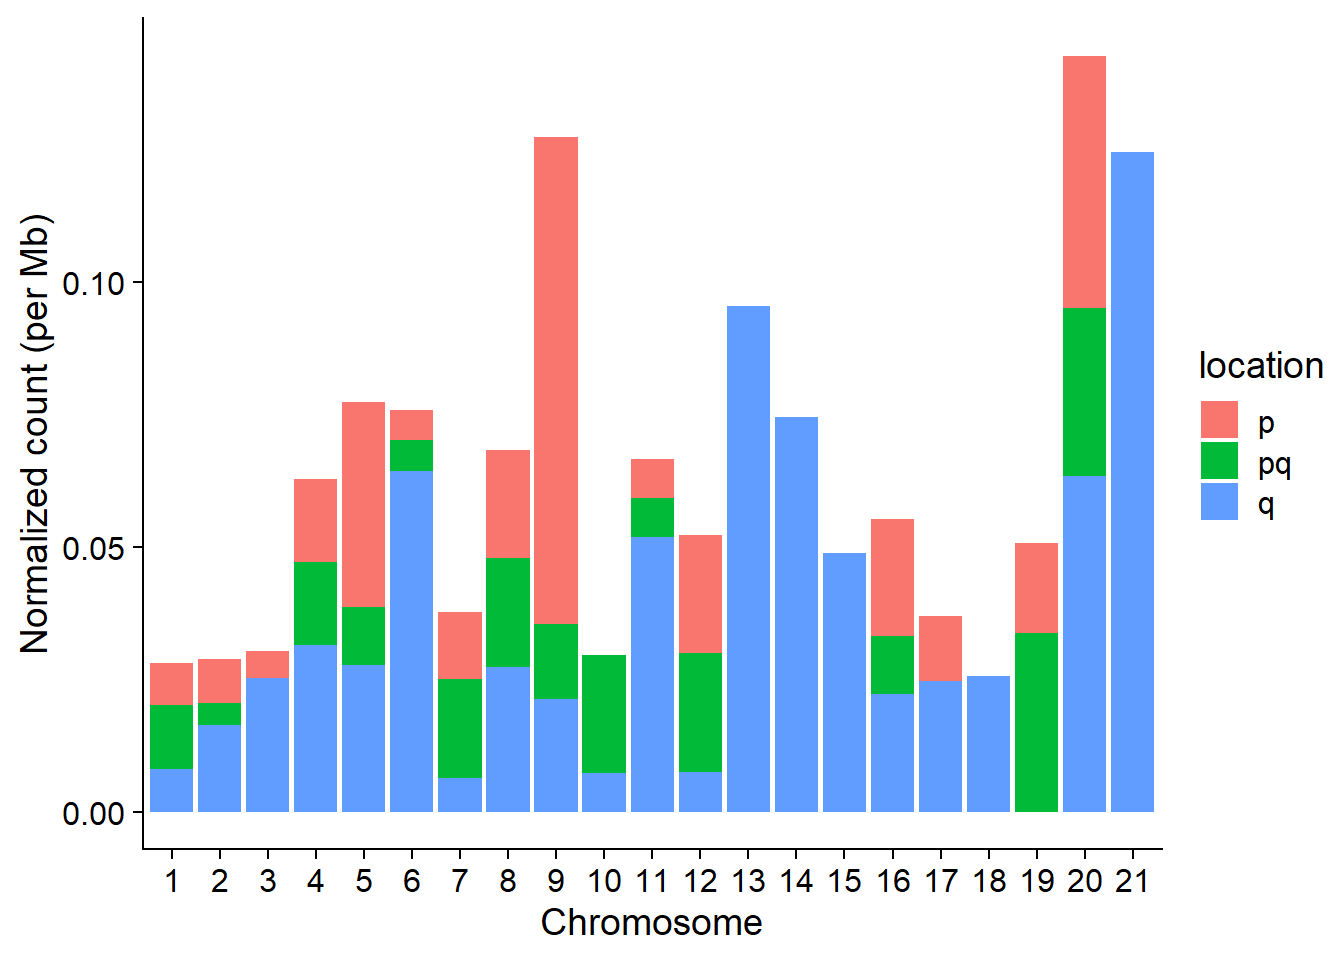 Normalized count (per Mb)
0.10
0.05
0.00
1 2 3 4 5 6 7 8 9 10 11 12 13 14 15 16 17 18 19 20 21
Chromosome
location
p
pq
q